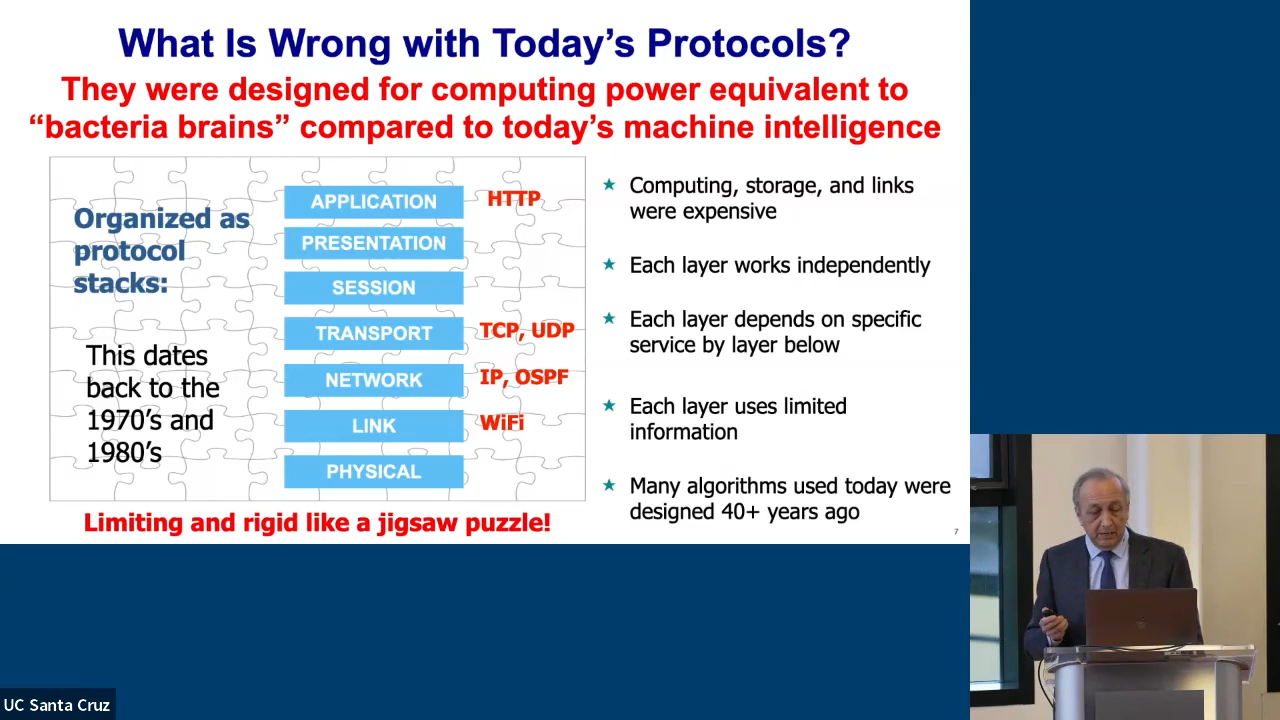 What Is Wrong with Today's Protocols?
They were designed for computing power equivalent to
“bacteria brains” compared to today's machine intelligence
Organized as
protocol
stacks:
This dates
back to the
1970's and
1980's
APPLICATION HTTP
PRESENTATION
SESSION
TRANSPORT TCP, UDP
NETWORK IP, OSPF
LINK WiFi
PHYSICAL
Limiting and rigid like a jigsaw puzzle!
★ Computing, storage, and links
were expensive
★ Each layer works independently
★ Each layer depends on specific
service by layer below
★ Each layer uses limited
information
★ Many algorithms used today were
designed 40+ years ago
7
UC Santa Cruz